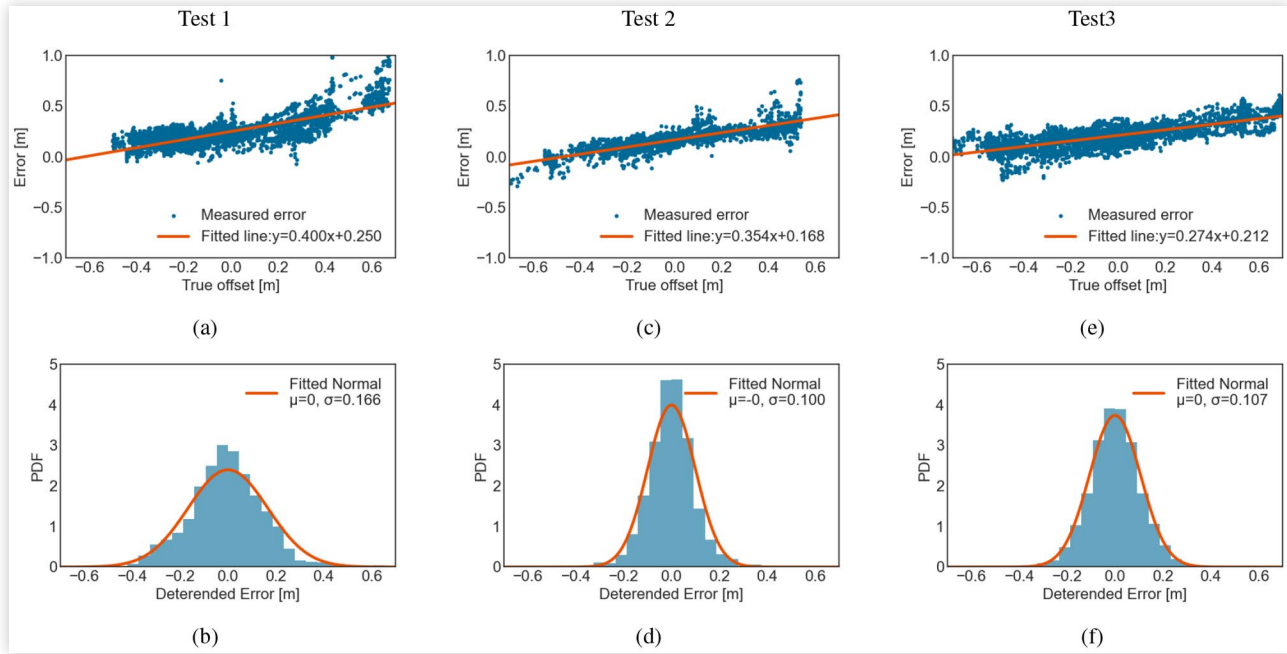 Test 1
1.0
0.5
0.0
−0.5
−1.0
Error [m]
Measured error
Fitted line:y=0.400x+0.250
−0.6 −0.4 −0.2 0.0 0.2 0.4 0.6
True offset [m]
(a)
Test 2
1.0
0.5
0.0
−0.5
−1.0
Error [m]
Measured error
Fitted line:y=0.354x+0.168
−0.6 −0.4 −0.2 0.0 0.2 0.4 0.6
True offset [m]
(c)
Test3
1.0
0.5
0.0
−0.5
−1.0
Error [m]
Measured error
Fitted line:y=0.274x+0.212
−0.6 −0.4 −0.2 0.0 0.2 0.4 0.6
True offset [m]
(e)
5
4
3
2
1
0
PDF
Fitted Normal
μ=0, σ=0.166
−0.6 −0.4 −0.2 0.0 0.2 0.4 0.6
Deterended Error [m]
(b)
5
4
3
2
1
0
PDF
Fitted Normal
μ=-0, σ=0.100
−0.6 −0.4 −0.2 0.0 0.2 0.4 0.6
Deterended Error [m]
(d)
5
4
3
2
1
0
PDF
Fitted Normal
μ=0, σ=0.107
−0.6 −0.4 −0.2 0.0 0.2 0.4 0.6
Deterended Error [m]
(f)